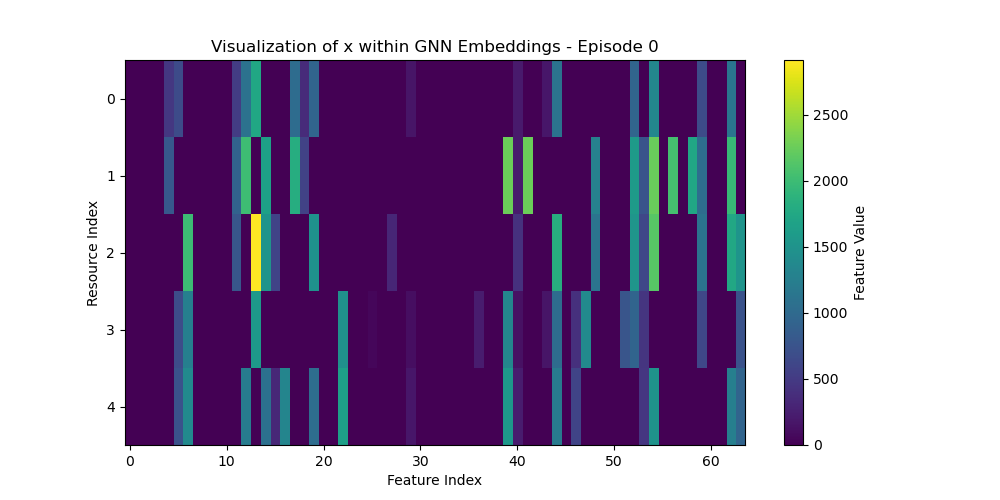 Visualization of x within GNN Embeddings - Episode 0
Resource Index
0
1
2
3
4
0 10 20 30 40 50 60
Feature Index
2500
2000
1500
1000
500
0
Feature Value